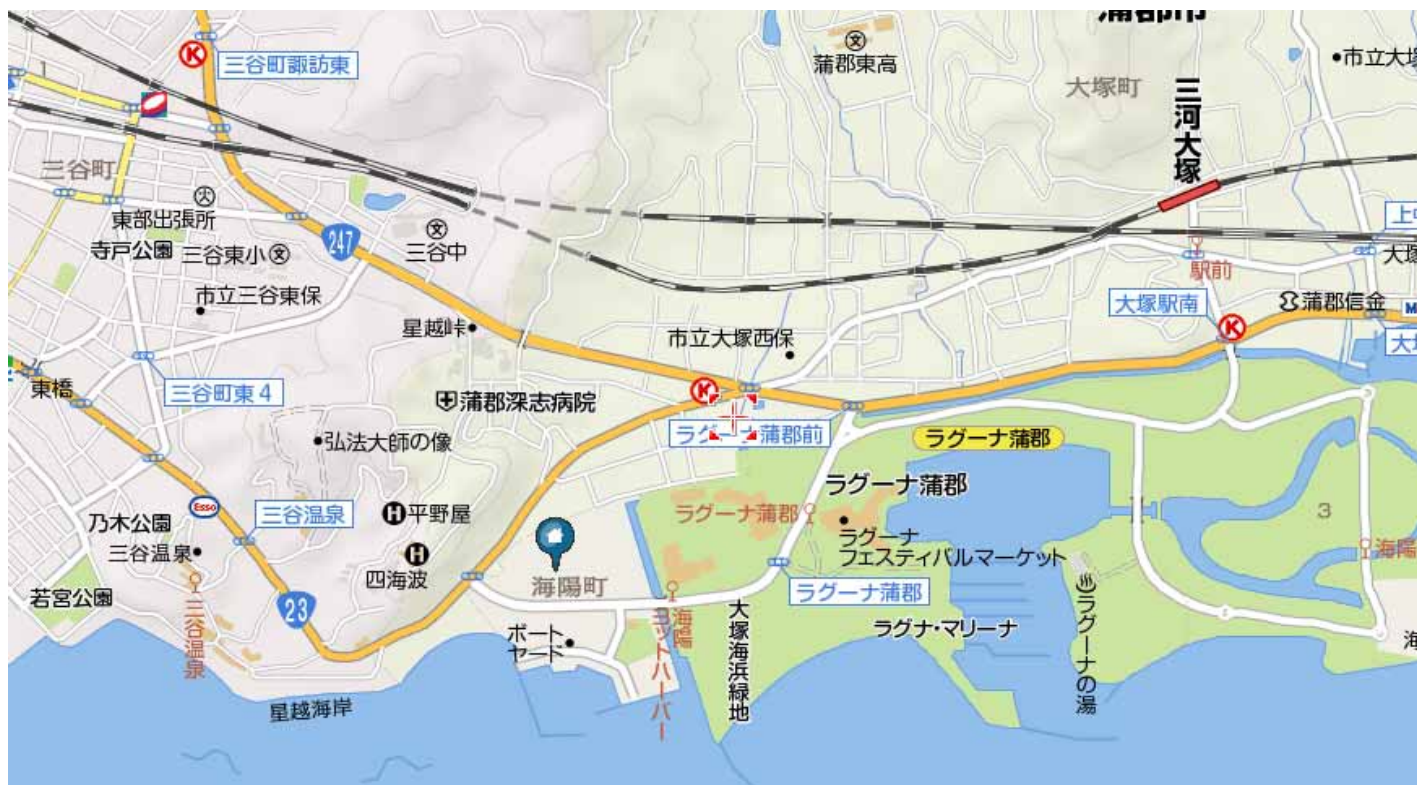 蒲郡市
三谷町諏訪東
蒲郡東高
大塚町
三河大塚
三谷町
東部出張所
寺戸公園
三谷東小
247
三谷中
市立三谷東保
星越峠
市立大塚西保
駅前
大塚駅南
蒲郡信金
東橋
三谷町東4
蒲郡深志病院
ラグーナ蒲郡前
ラグーナ蒲郡
弘法大師の像
ラグーナ蒲郡
ラグーナ蒲郡
ラグーナ
フェスティバルマーケット
3
Esso
三谷温泉
平野屋
乃木公園
三谷温泉
四海波
海陽町
若宮公園
三谷温泉
23
ラグーナ蒲郡
ボート
ヤード
海陽
ヨットハーバー
大塚海浜緑地
ラグナ・マリーナ
ラグーナの湯
星越海岸
K
K
K
H
H
文
文
文